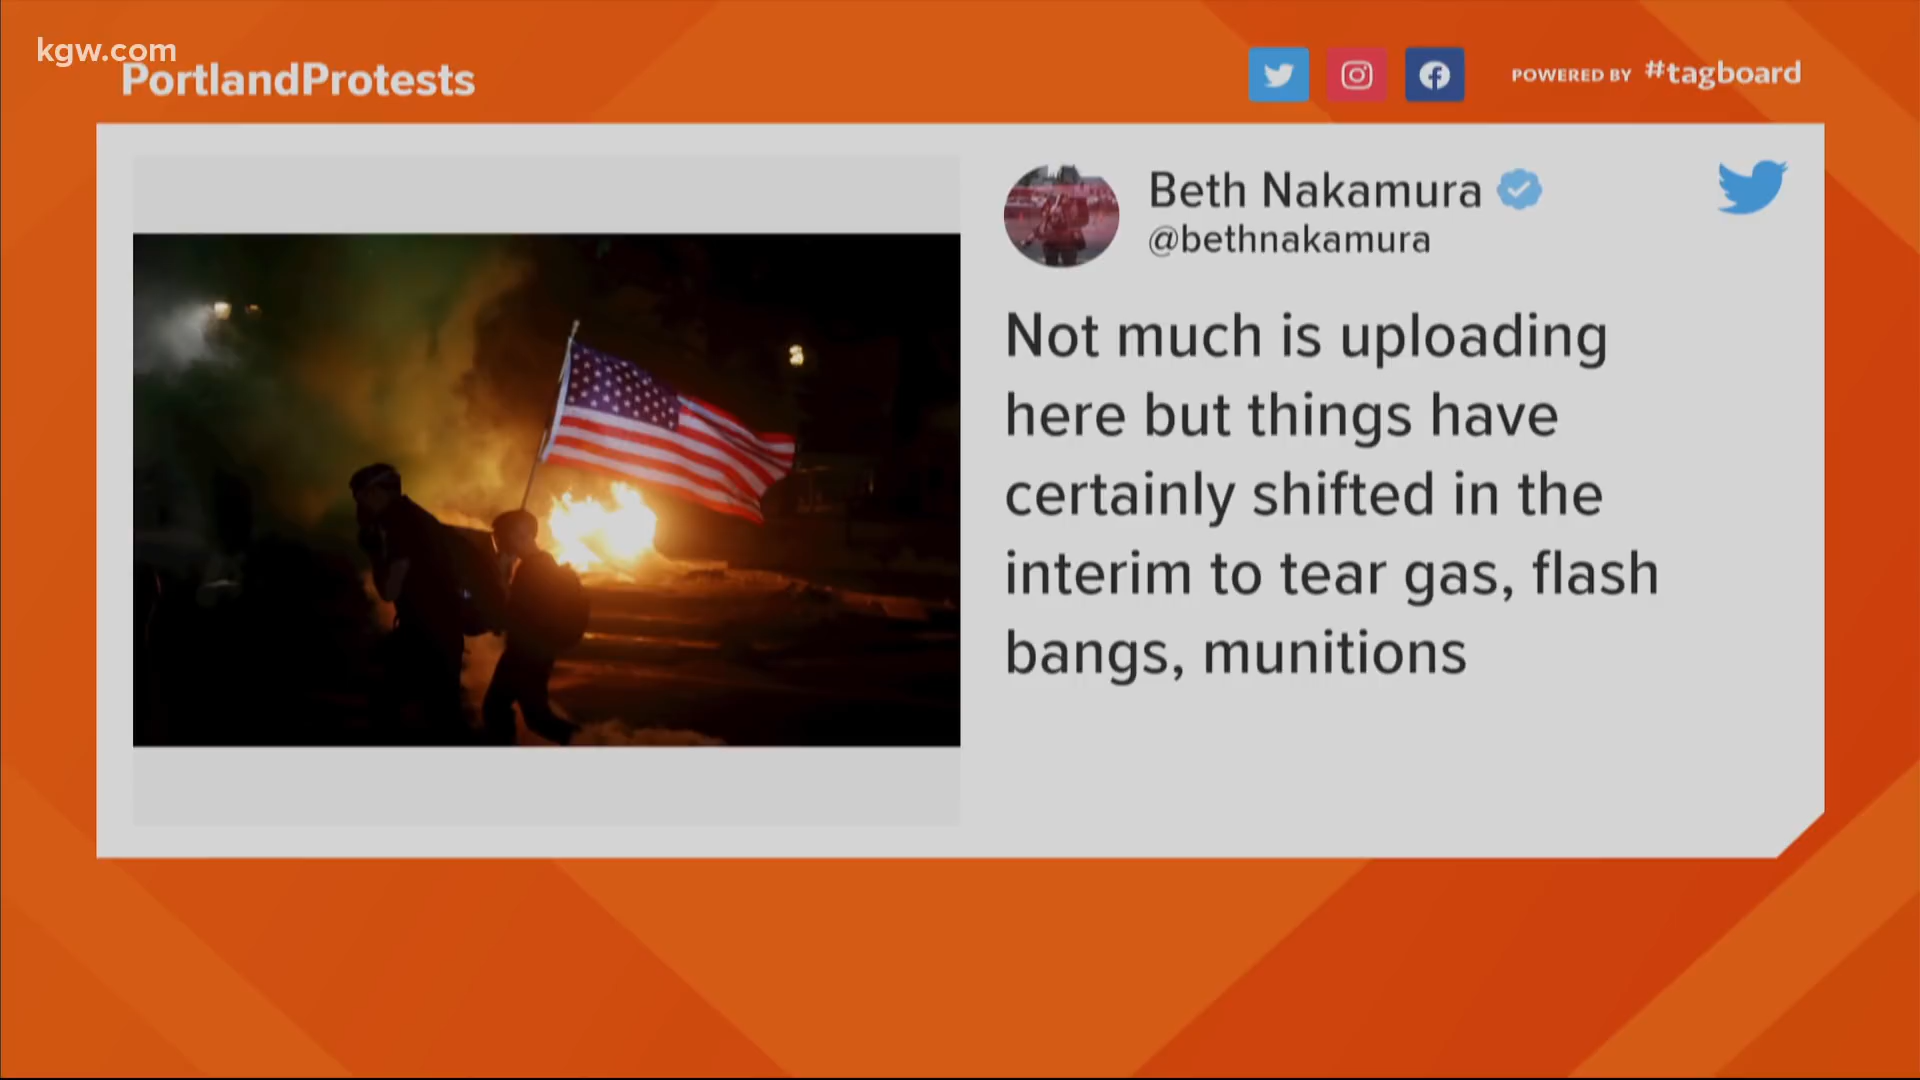 kgw.com
PortlandProtests
POWERED BY #tagboard
Beth Nakamura
@bethnakamura
Not much is uploading
here but things have
certainly shifted in the
interim to tear gas, flash
bangs, munitions